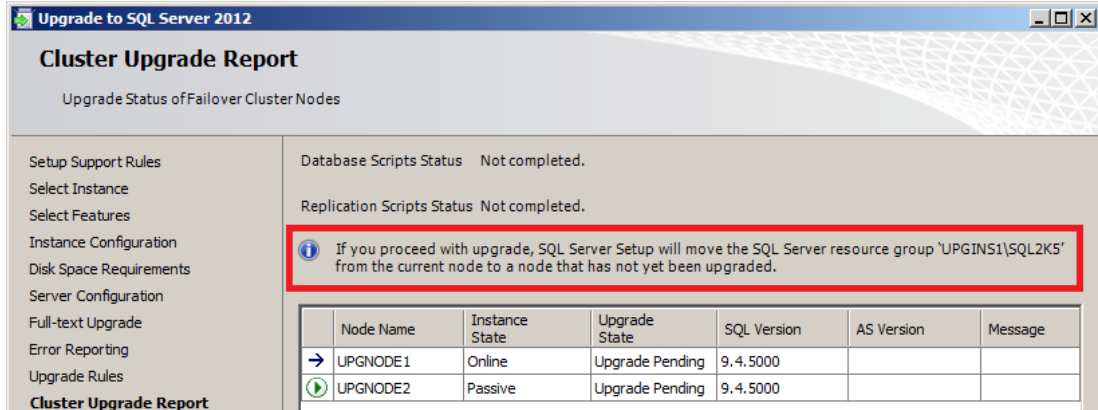 Upgrade to SQL Server 2012
Cluster Upgrade Report
Upgrade Status of Failover Cluster Nodes
Setup Support Rules
Select Instance
Select Features
Instance Configuration
Disk Space Requirements
Server Configuration
Full-text Upgrade
Error Reporting
Upgrade Rules
Cluster Upgrade Report
Database Scripts Status Not completed.
Replication Scripts Status Not completed.
If you proceed with upgrade, SQL Server Setup will move the SQL Server resource group 'UPGINS1\SQL2K5'
from the current node to a node that has not yet been upgraded.
Node Name Instance State Upgrade State SQL Version AS Version Message
UPGNODE1 Online Upgrade Pending 9.4.5000
UPGNODE2 Passive Upgrade Pending 9.4.5000